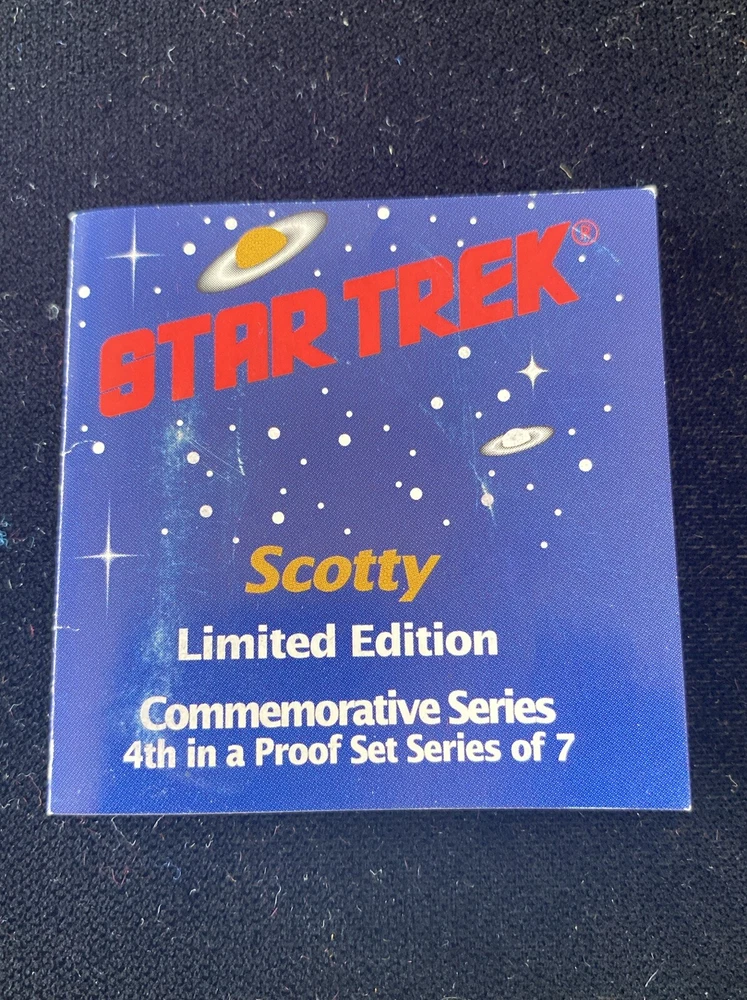 STAR TREK®
Scotty
Limited Edition
Commemorative Series
4th in a Proof Set Series of 7